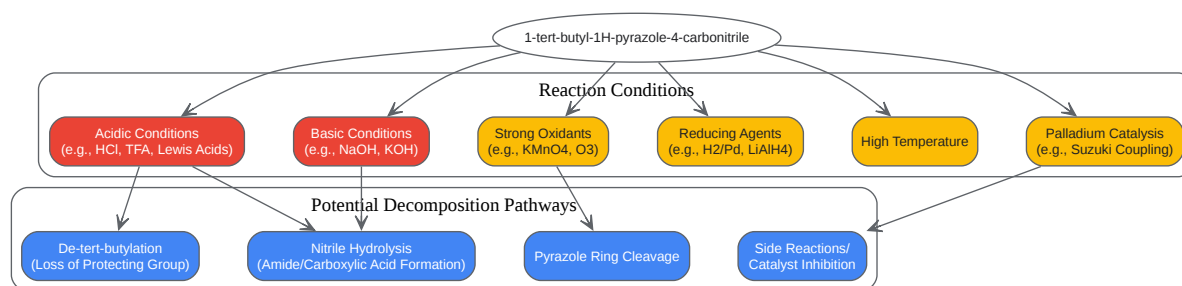 1-tert-butyl-1H-pyrazole-4-carbonitrile
Reaction Conditions
Acidic Conditions
(e.g., HCl, TFA, Lewis Acids)
Basic Conditions
(e.g., NaOH, KOH)
Strong Oxidants
(e.g., KMnO4, O3)
Reducing Agents
(e.g., H2/Pd, LiAlH4)
High Temperature
Palladium Catalysis
(e.g., Suzuki Coupling)
Potential Decomposition Pathways
De-tert-butylation
(Loss of Protecting Group)
Nitrile Hydrolysis
(Amide/Carboxylic Acid Formation)
Pyrazole Ring Cleavage
Side Reactions/
Catalyst Inhibition